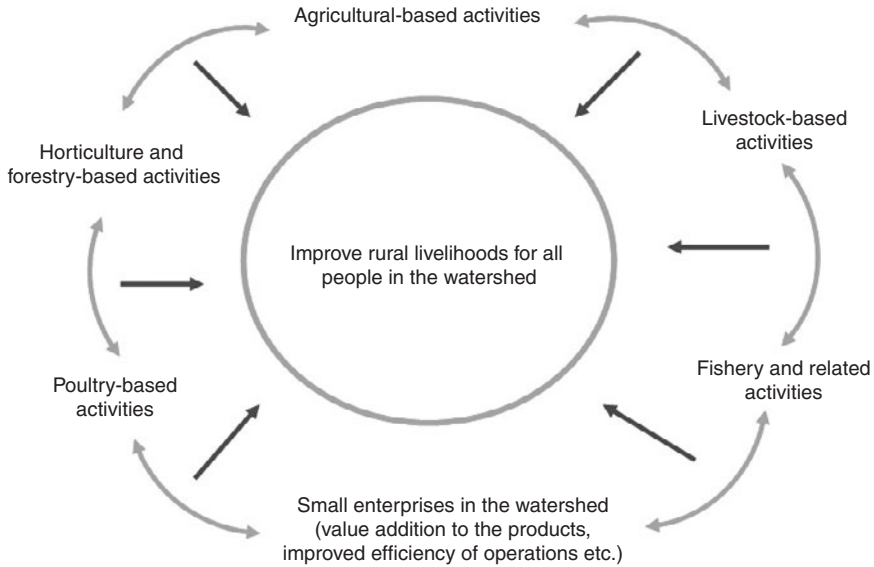 Agricultural-based activities
Livestock-based
activities
Horticulture and
forestry-based activities
Improve rural livelihoods for all
people in the watershed
Poultry-based
activities
Fishery and related
activities
Small enterprises in the watershed
(value addition to the products,
improved efficiency of operations etc.)